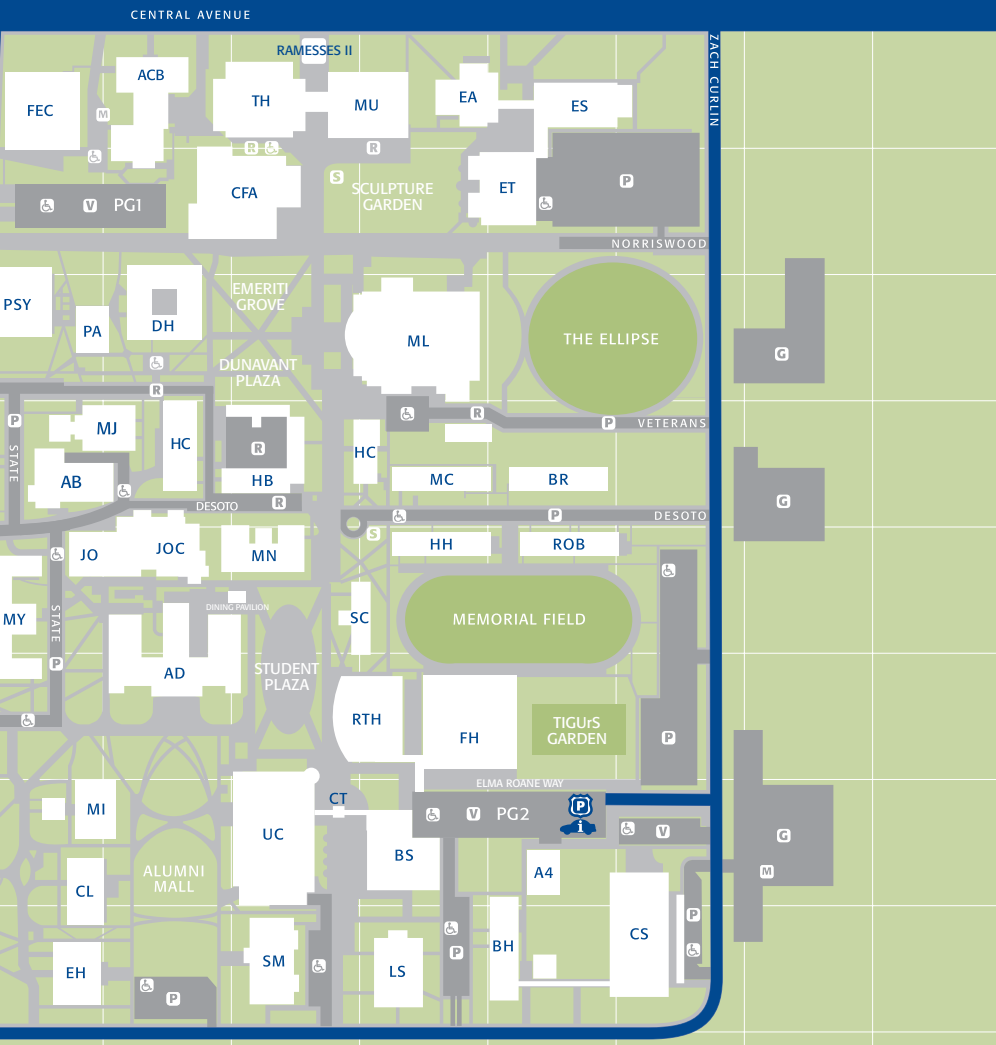 CENTRAL AVENUE
RAMESSES II
ZACH CURLIN
ACB
FEC
TH
MU
EA
ES
M
R
R
S
SCULPTURE
GARDEN
CFA
ET
P
V
PG1
NORRISWOOD
PSY
PA
DH
EMERITI
GROVE
ML
THE ELLIPSE
G
DUNAVANT
PLAZA
R
P
STATE
MJ
HC
R
HB
HC
R
P
VETERANS
AB
MC
BR
G
DESOTO
R
P
DESOTO
S
JO
JOC
MN
HH
ROB
MY
STATE
P
DINING PAVILION
SC
MEMORIAL FIELD
AD
STUDENT
PLAZA
RTH
FH
TIGUrS
GARDEN
P
ELMA ROANE WAY
MI
CT
V
PG2
P
i
V
G
UC
BS
A4
M
ALUMNI
MALL
CL
P
CS
EH
SM
LS
P
BH
P